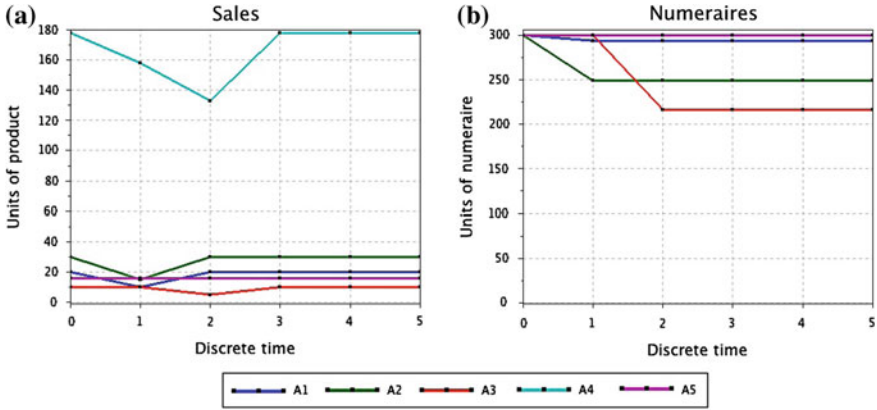 (a)
Sales
Units of product
180
160
140
120
100
80
60
40
20
0
0 1 2 3 4 5
Discrete time
(b)
Numeraires
Units of numeraire
300
250
200
150
100
50
0
0 1 2 3 4 5
Discrete time
A1 A2 A3 A4 A5